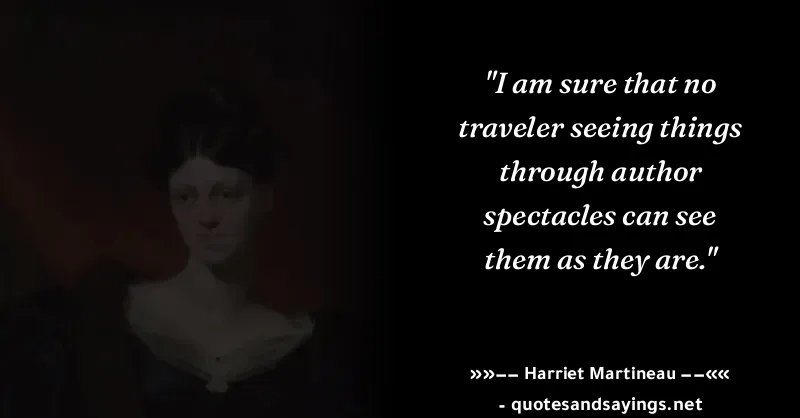 "I am sure that no
traveler seeing things
through author
spectacles can see
them as they are."
»»–– Harriet Martineau ––««
- quotesandsayings.net